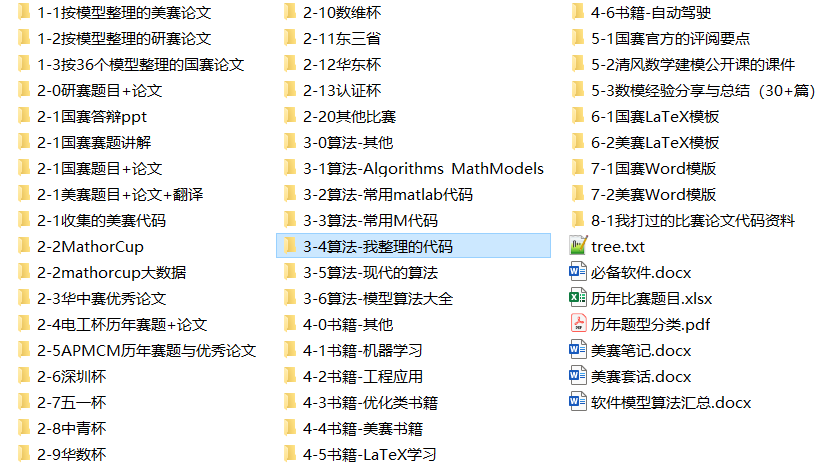 1-1按模型整理的美赛论文
1-2按模型整理的研赛论文
1-3按36个模型整理的国赛论文
2-0研赛题目+论文
2-1国赛答辩ppt
2-1国赛赛题讲解
2-1国赛题目+论文
2-1美赛题目+论文+翻译
2-1收集的美赛代码
2-2MathorCup
2-2mathorcup大数据
2-3华中赛优秀论文
2-4电工杯历年赛题+论文
2-5APMCM历年赛题与优秀论文
2-6深圳杯
2-7五一杯
2-8中青杯
2-9华数杯
2-10数维杯
2-11东三省
2-12华东杯
2-13认证杯
2-20其他比赛
3-0算法-其他
3-1算法-Algorithms_MathModels
3-2算法-常用matlab代码
3-3算法-常用M代码
3-4算法-我整理的代码
3-5算法-现代的算法
3-6算法-模型算法大全
4-0书籍-其他
4-1书籍-机器学习
4-2书籍-工程应用
4-3书籍-优化类书籍
4-4书籍-美赛书籍
4-5书籍-LaTeX学习
4-6书籍-自动驾驶
5-1国赛官方的评阅要点
5-2清风数学建模公开课的课件
5-3数模经验分享与总结（30+篇）
6-1国赛LaTeX模板
6-2美赛LaTeX模板
7-1国赛Word模版
7-2美赛Word模版
8-1我打过的比赛论文代码资料
tree.txt
必备软件.docx
历年比赛题目.xlsx
历年题型分类.pdf
美赛笔记.docx
美赛套话.docx
软件模型算法汇总.docx